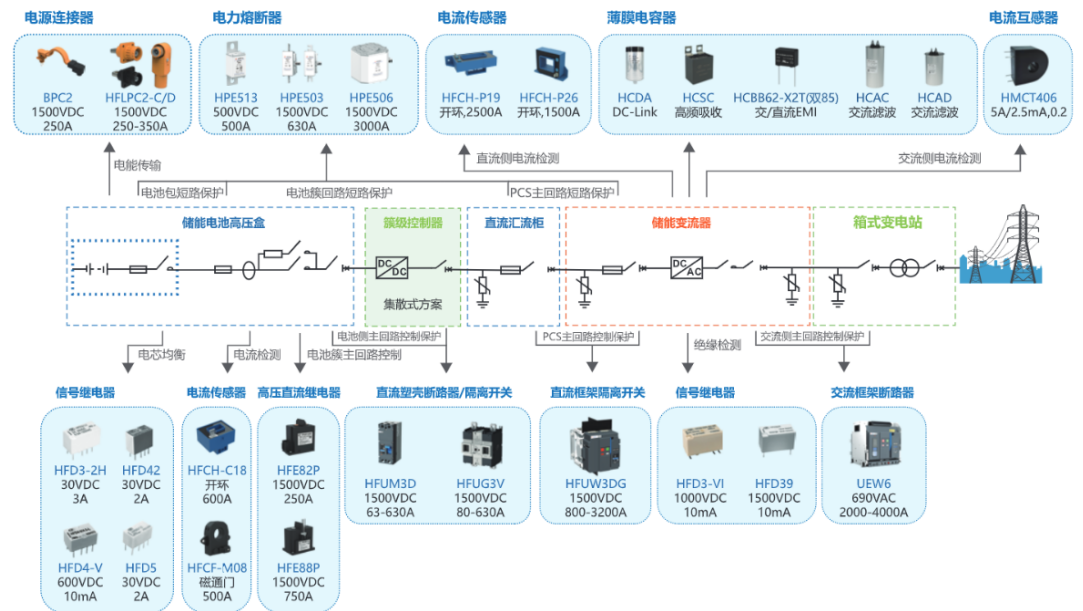 电源连接器
电力熔断器
电流传感器
薄膜电容器
电流互感器
BPC2
1500VDC
250A
HFLPC2-C/D
1500VDC
250-350A
HPE513
500VDC
500A
HPE503
1500VDC
630A
HPE506
1500VDC
3000A
HFCH-P19
开环,2500A
HFCH-P26
开环,1500A
HCDA
DC-Link
HCSC
高频吸收
HCBB62-X2T(双85)
交/直流EMI
HCAC
交流滤波
HCAD
交流滤波
HMCT406
5A/2.5mA,0.2
电能传输
直流侧电流检测
交流侧电流检测
电池包短路保护
电池簇回路短路保护
PCS主回路短路保护
储能电池高压盒
簇级控制器
直流汇流柜
储能变流器
箱式变电站
DC
DC
DC
AC
集散式方案
电池侧主回路控制保护
PCS主回路控制保护
交流侧主回路控制保护
电芯均衡
电流检测
电池簇主回路控制
绝缘检测
信号继电器
电流传感器
高压直流继电器
直流塑壳断路器/隔离开关
直流框架隔离开关
信号继电器
交流框架断路器
HFD3-2H
30VDC
3A
HFD42
30VDC
2A
HFD4-V
600VDC
10mA
HFD5
30VDC
2A
HFCH-C18
开环
600A
HFCF-M08
磁通门
500A
HFE82P
1500VDC
250A
HFE88P
1500VDC
750A
HFUM3D
1500VDC
63-630A
HFUG3V
1500VDC
80-630A
HFUW3DG
1500VDC
800-3200A
HFD3-VI
1000VDC
10mA
HFD39
1500VDC
10mA
UEW6
690VAC
2000-4000A